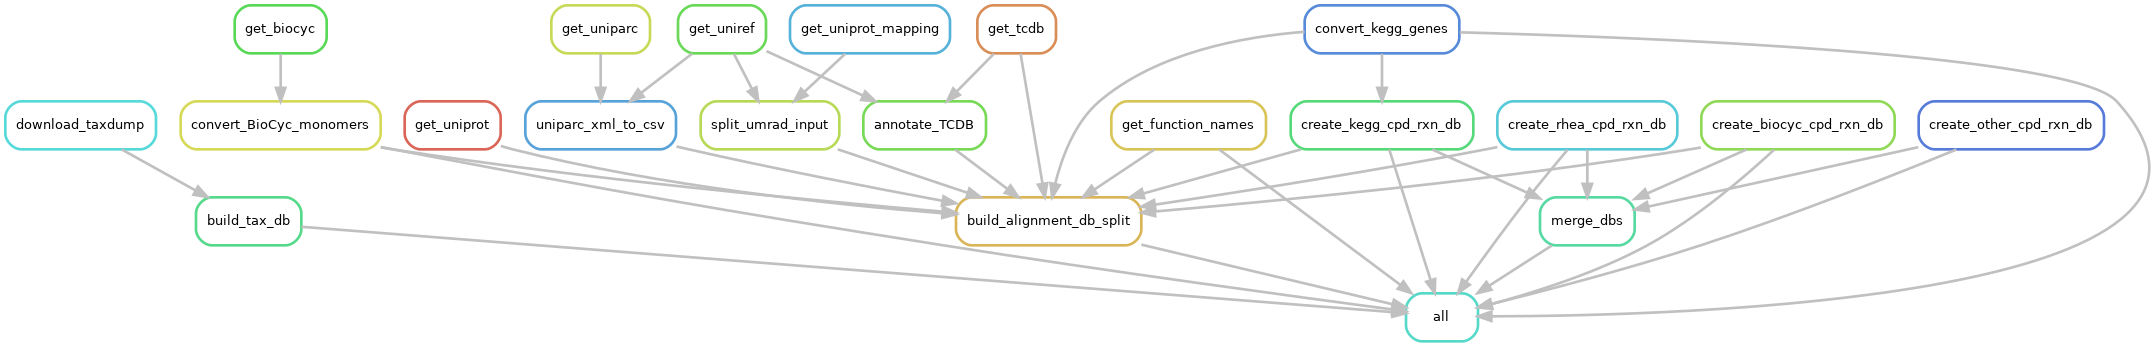 get_biocyc
get_uniparc
get_uniref
get_uniprot_mapping
get_tcdb
convert_kegg_genes
download_taxdump
convert_BioCyc_monomers
get_uniprot
uniparc_xml_to_csv
split_umrad_input
annotate_TCDB
get_function_names
create_kegg_cpd_rxn_db
create_rhea_cpd_rxn_db
create_biocyc_cpd_rxn_db
create_other_cpd_rxn_db
build_tax_db
build_alignment_db_split
merge_dbs
all